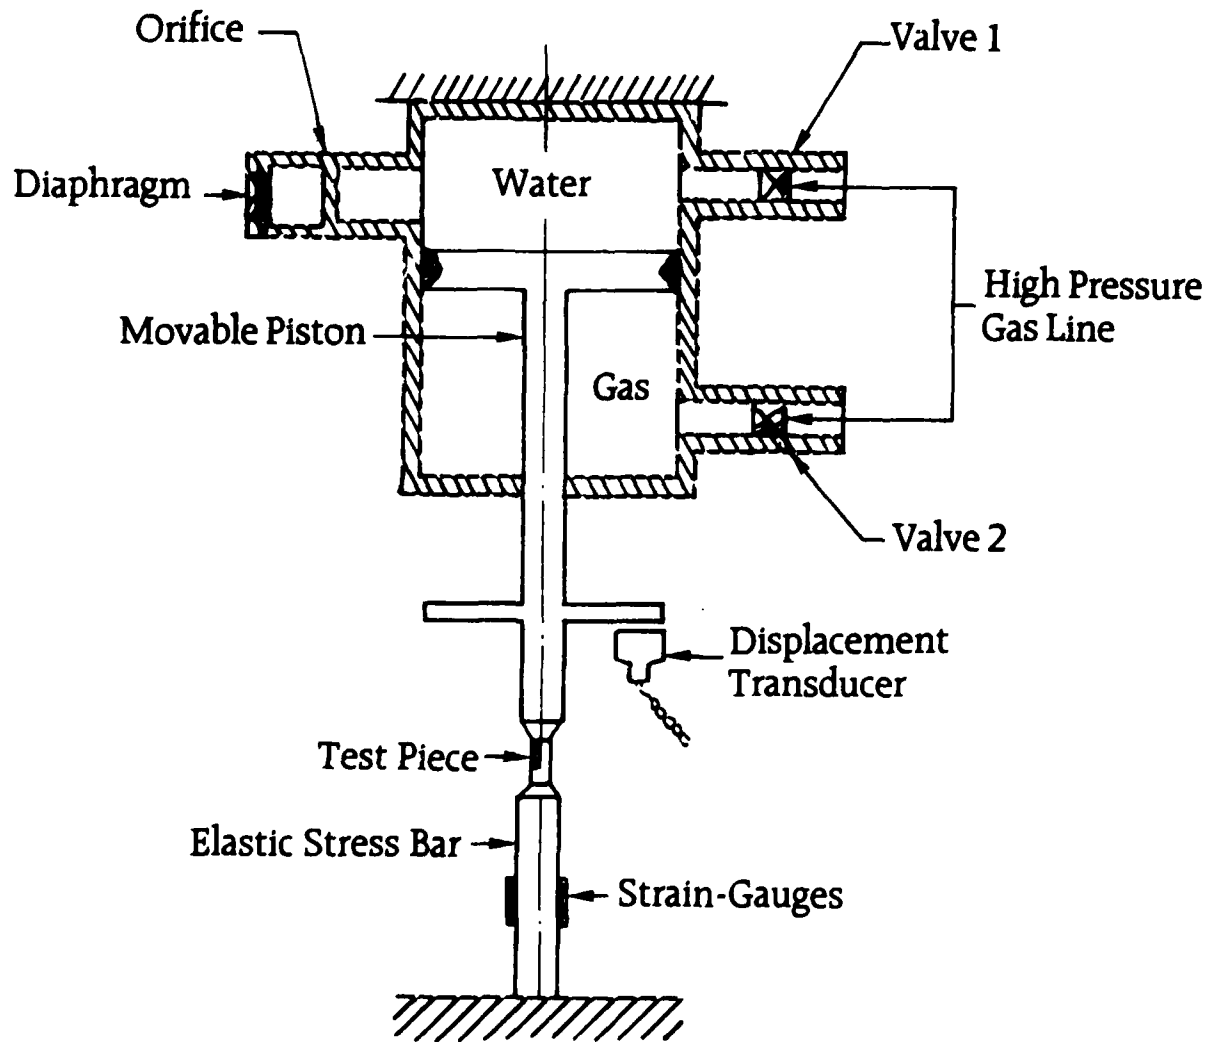 Orifice
Valve 1
Diaphragm
Water
High Pressure
Gas Line
Movable Piston
Gas
Valve 2
Displacement
Transducer
Test Piece
Elastic Stress Bar
Strain-Gauges